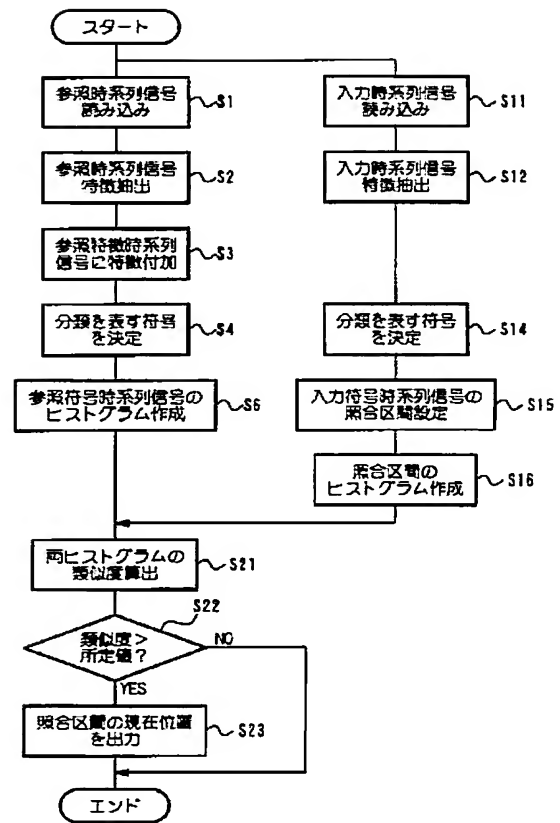 スタート
参照時系列信号
読み込み
S1
参照時系列信号
特徴抽出
S2
参照特徴時系列
信号に特徴付加
S3
分類を表す符号
を決定
S4
参照符号時系列信号の
ヒストグラム作成
S6
入力時系列信号
読み込み
S11
入力時系列信号
特徴抽出
S12
分類を表す符号
を決定
S14
入力符号時系列信号の
照合区間設定
S15
照合区間の
ヒストグラム作成
S16
両ヒストグラムの
類似度算出
S21
S22
類似度>
所定値?
NO
YES
照合区間の現在位置
を出力
S23
エンド